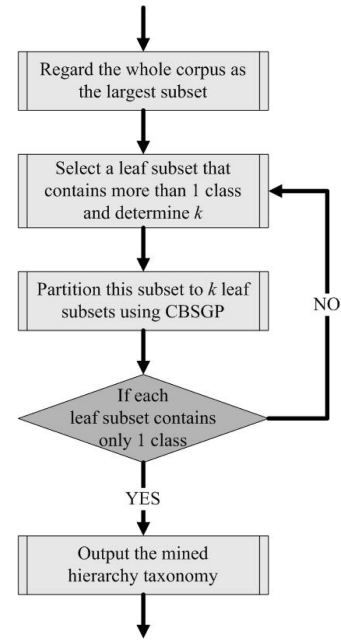 Regard the whole corpus as
the largest subset
Select a leaf subset that
contains more than 1 class
and determine k
Partition this subset to k leaf
subsets using CBSGP
NO
If each
leaf subset contains
only 1 class
YES
Output the mined
hierarchy taxonomy